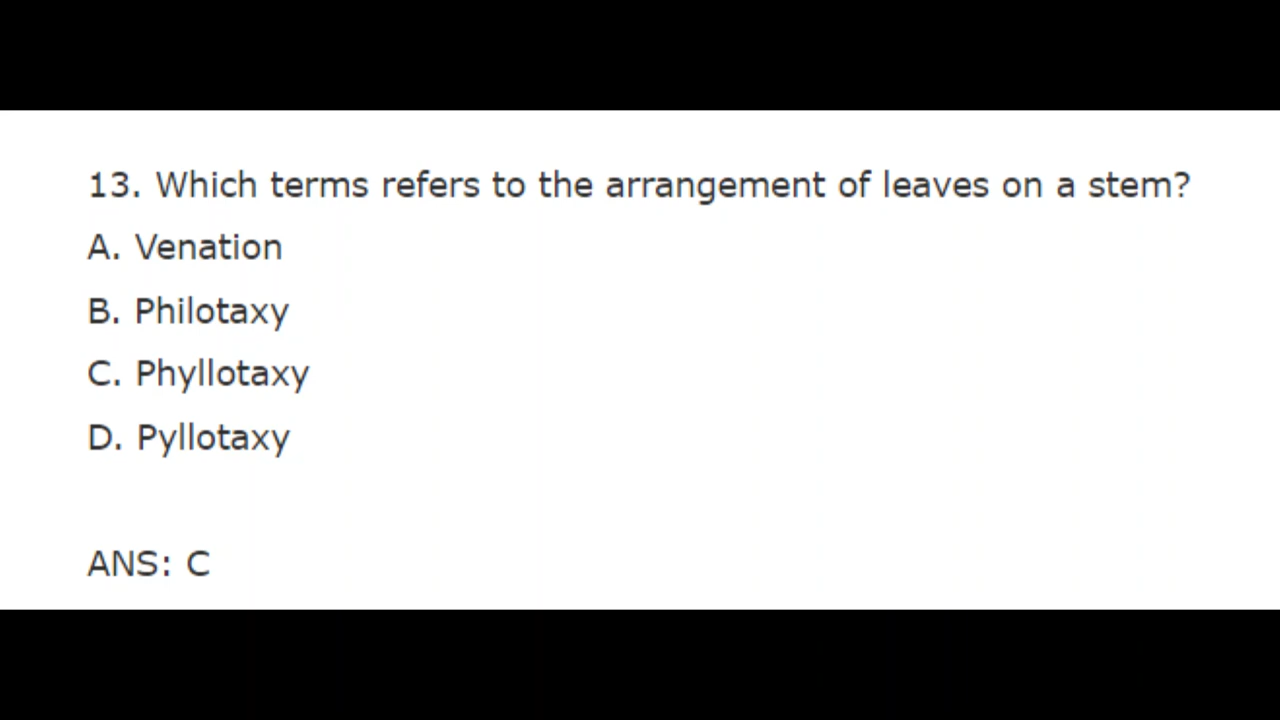 13. Which terms refers to the arrangement of leaves on a stem?
A. Venation
B. Philotaxy
C. Phyllotaxy
D. Pyllotaxy
ANS: C